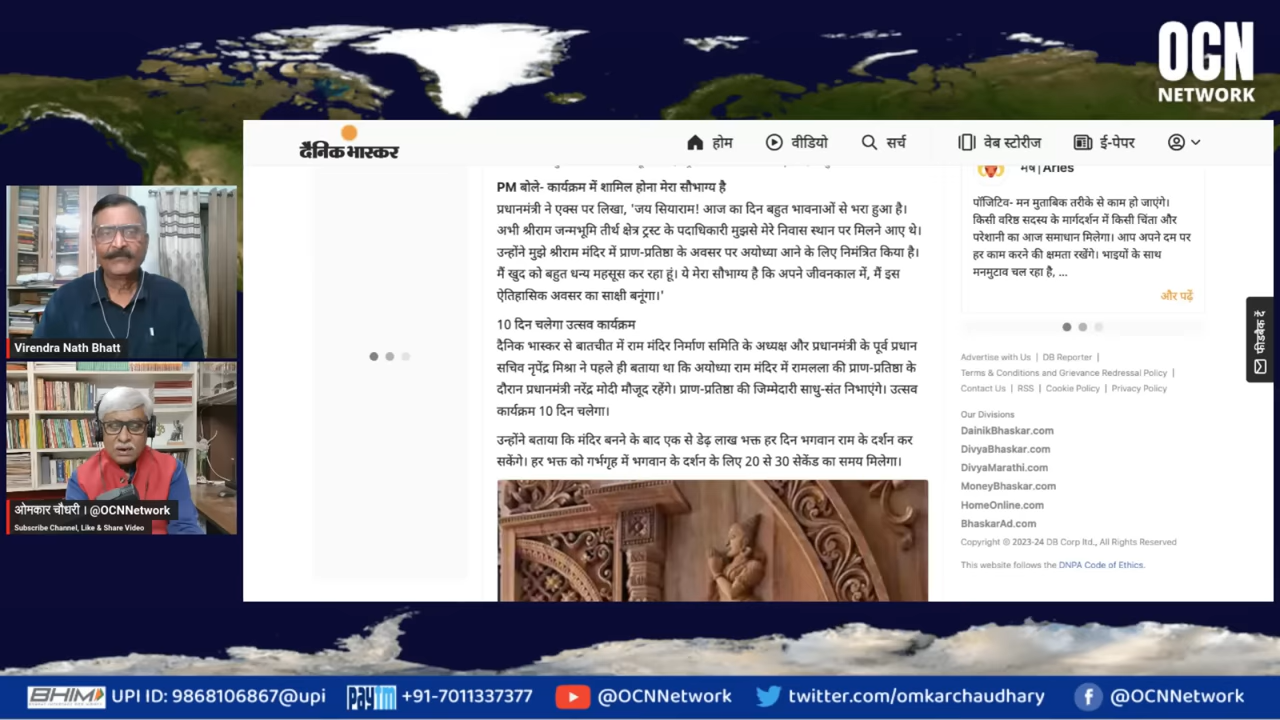 OCN
NETWORK
दैनिक भास्कर
होम
वीडियो
सर्च
वेब स्टोरीज
ई-पेपर
PM बोले- कार्यक्रम में शामिल होना मेरा सौभाग्य है
प्रधानमंत्री ने एक्स पर लिखा, 'जय सियाराम! आज का दिन बहुत भावनाओं से भरा हुआ है।
अभी श्रीराम जन्मभूमि तीर्थ क्षेत्र ट्रस्ट के पदाधिकारी मुझसे मेरे निवास स्थान पर मिलने आए थे।
उन्होंने मुझे श्रीराम मंदिर में प्राण-प्रतिष्ठा के अवसर पर अयोध्या आने के लिए निमंत्रित किया है।
मैं खुद को बहुत धन्य महसूस कर रहा हूं। ये मेरा सौभाग्य है कि अपने जीवनकाल में, मैं इस
ऐतिहासिक अवसर का साक्षी बनूंगा।'
10 दिन चलेगा उत्सव कार्यक्रम
दैनिक भास्कर से बातचीत में राम मंदिर निर्माण समिति के अध्यक्ष और प्रधानमंत्री के पूर्व प्रधान
सचिव नृपेंद्र मिश्रा ने पहले ही बताया था कि अयोध्या राम मंदिर में रामलला की प्राण-प्रतिष्ठा के
दौरान प्रधानमंत्री नरेंद्र मोदी मौजूद रहेंगे। प्राण-प्रतिष्ठा की जिम्मेदारी साधु-संत निभाएंगे। उत्सव
कार्यक्रम 10 दिन चलेगा।
उन्होंने बताया कि मंदिर बनने के बाद एक से डेढ़ लाख भक्त हर दिन भगवान राम के दर्शन कर
सकेंगे। हर भक्त को गर्भगृह में भगवान के दर्शन के लिए 20 से 30 सेकेंड का समय मिलेगा।
मेष | Aries
पॉजिटिव- मन मुताबिक तरीके से काम हो जाएंगे।
किसी वरिष्ठ सदस्य के मार्गदर्शन में किसी चिंता और
परेशानी का आज समाधान मिलेगा। आप अपने दम पर
हर काम करने की क्षमता रखेंगे। भाइयों के साथ
मनमुटाव चल रहा है, ...
और पढ़ें
फीडबैक दें
Advertise with Us | DB Reporter |
Terms & Conditions and Grievance Redressal Policy |
Contact Us | RSS | Cookie Policy | Privacy Policy
Our Divisions
DainikBhaskar.com
DivyaBhaskar.com
DivyaMarathi.com
MoneyBhaskar.com
HomeOnline.com
BhaskarAd.com
Copyright © 2023-24 DB Corp ltd., All Rights Reserved
This website follows the DNPA Code of Ethics.
Virendra Nath Bhatt
ओमकार चौधरी । @OCNNetwork
Subscribe Channel, Like & Share Video
BHIM UPI ID: 9868106867@upi
Paytm +91-7011337377
@OCNNetwork
twitter.com/omkarchaudhary
@OCNNetwork